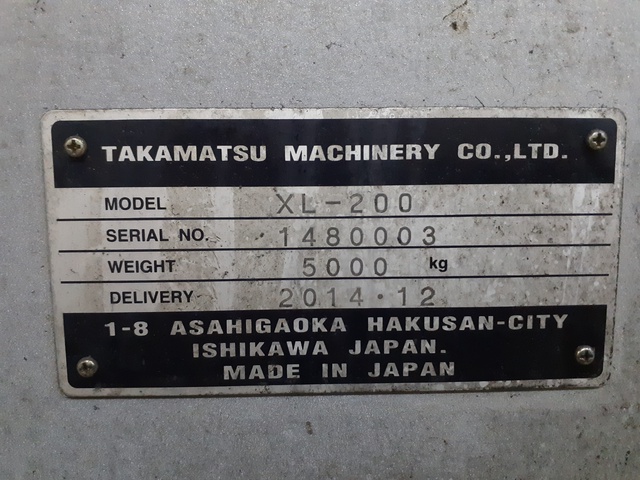 TAKAMATSU MACHINERY CO.,LTD.
MODEL XL-200
SERIAL NO. 1480003
WEIGHT 5000 kg
DELIVERY 2014・12
1-8 ASAHIGAOKA HAKUSAN-CITY
ISHIKAWA JAPAN.
MADE IN JAPAN